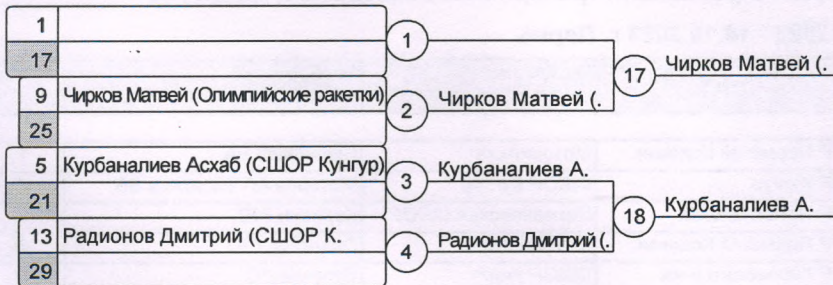 1
17
1
17
Чирков Матвей (.
9 Чирков Матвей (Олимпийские ракетки)
2
Чирков Матвей (.
25
5 Курбаналиев Асхаб (СШОР Кунгур)
3
Курбаналиев А.
21
18
Курбаналиев А.
13 Радионов Дмитрий (СШОР К.
4
Радионов Дмитрий (.
29